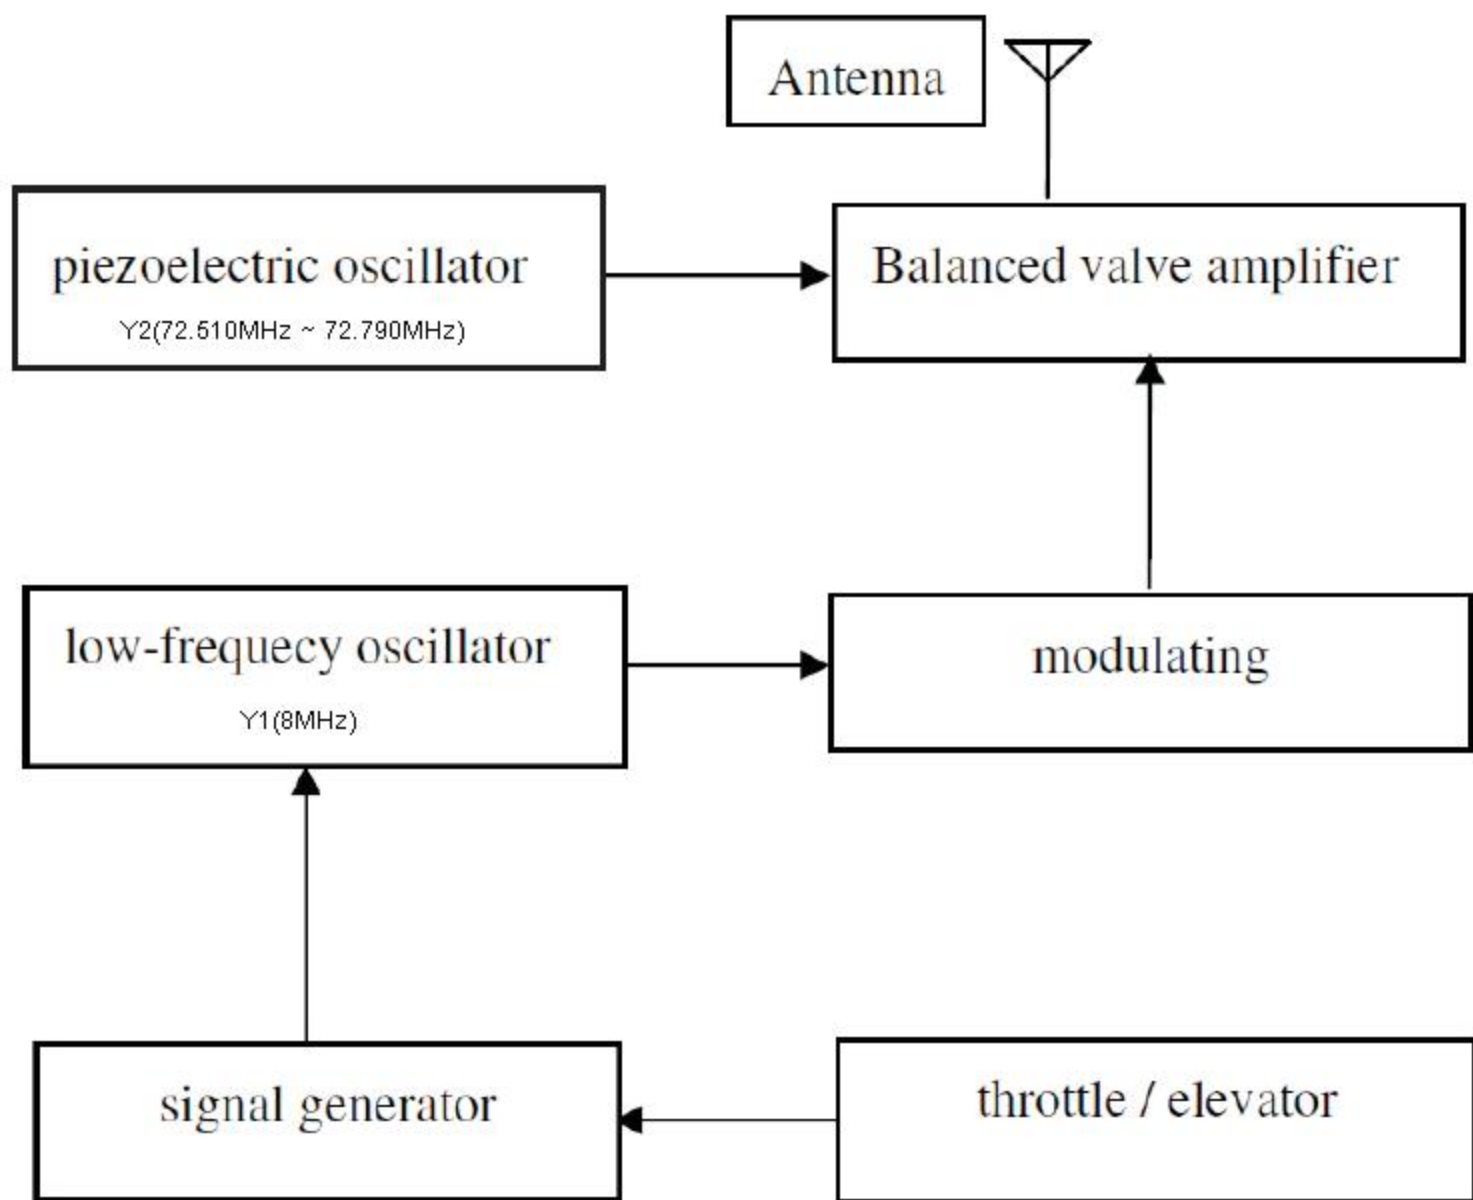 Antenna
piezoelectric oscillator
Y2(72.510MHz ~ 72.790MHz)
Balanced valve amplifier
low-frequecy oscillator
Y1(8MHz)
modulating
signal generator
throttle / elevator